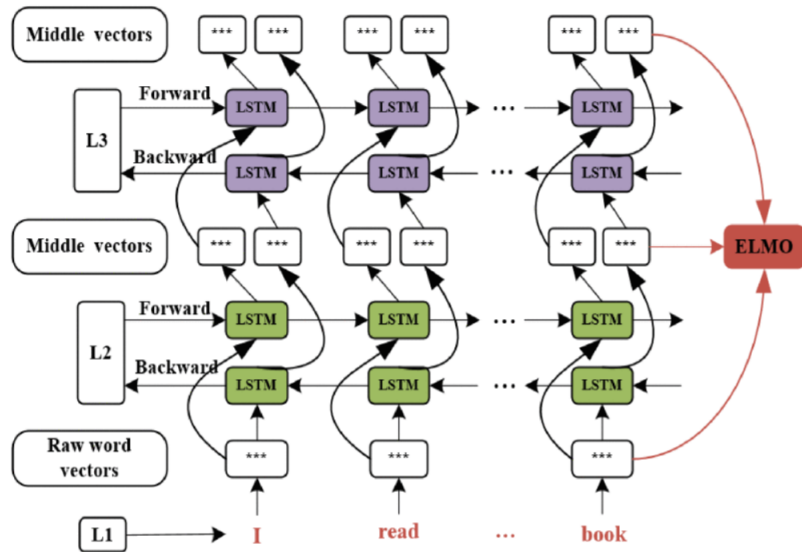 Middle vectors
*** *** *** *** *** ***
Forward
LSTM LSTM ... LSTM
L3
Backward
LSTM LSTM ... LSTM
Middle vectors
*** *** *** *** *** ***
ELMO
Forward
LSTM LSTM ... LSTM
L2
Backward
LSTM LSTM ... LSTM
Raw word
vectors
*** *** ... ***
L1
I read ... book